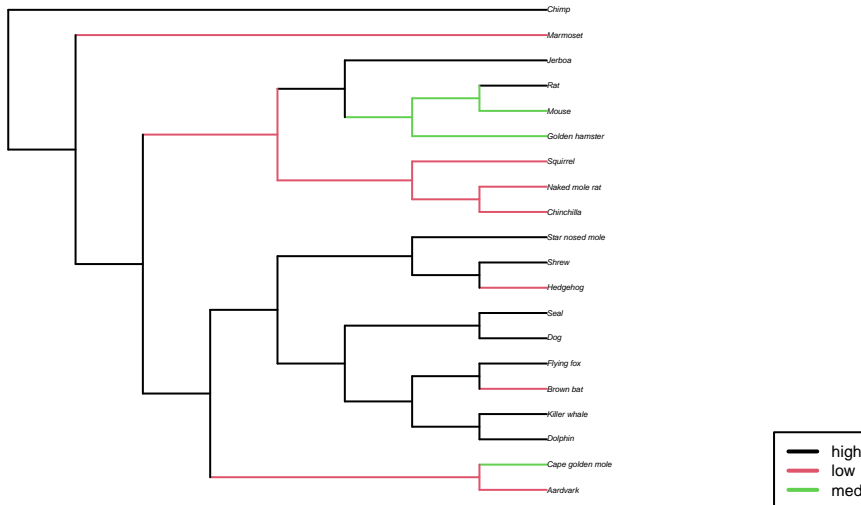 Chimp
Marmoset
Jerboa
Rat
Mouse
Golden hamster
Squirrel
Naked mole rat
Chinchilla
Star nosed mole
Shrew
Hedgehog
Seal
Dog
Flying fox
Brown bat
Killer whale
Dolphin
Cape golden mole
Aardvark
high
low
med